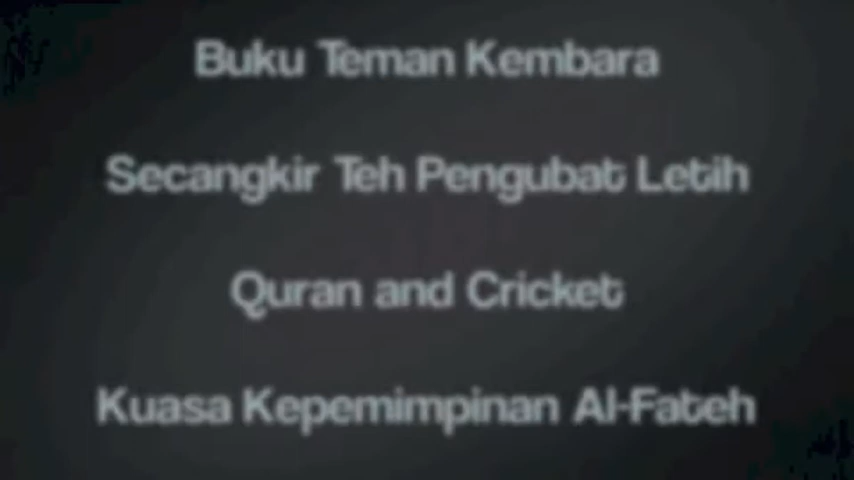 Buku Teman Kembara
Secangkir Teh Pengubat Letih
Quran and Cricket
Kuasa Kepemimpinan Al-Fateh